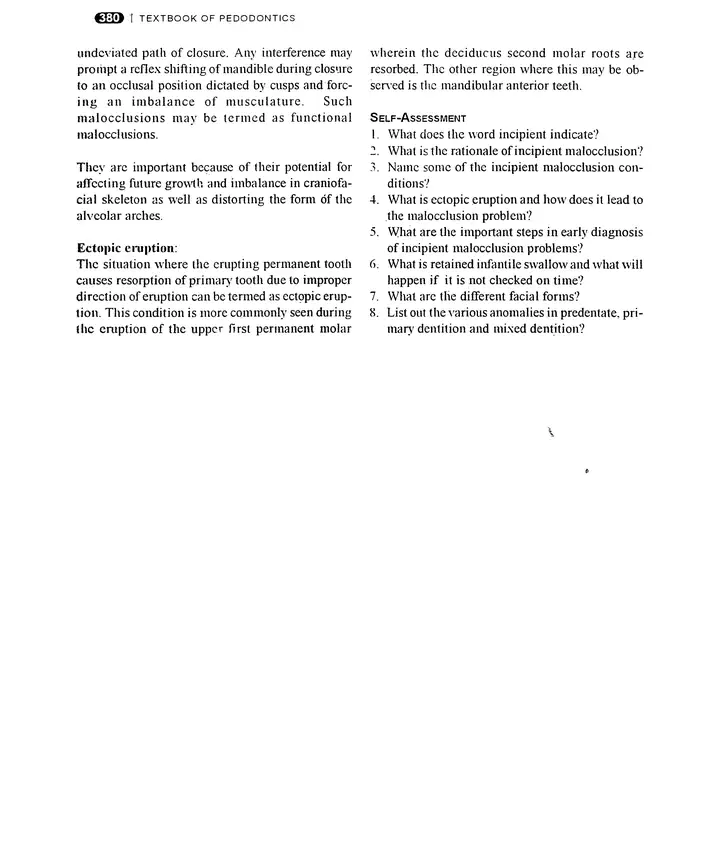 380 | TEXTBOOK OF PEDODONTICS
undeviated path of closure. Any interference may
prompt a reflex shifting of mandible during closure
to an occlusal position dictated by cusps and forc-
ing an imbalance of musculature. Such
malocclusions may be termed as functional
malocclusions.
They are important because of their potential for
affecting future growth and imbalance in craniofa-
cial skeleton as well as distorting the form of the
alveolar arches.
Ectopic eruption:
The situation where the erupting permanent tooth
causes resorption of primary tooth due to improper
direction of eruption can be termed as ectopic erup-
tion. This condition is more commonly seen during
the eruption of the upper first permanent molar
wherein the deciducus second molar roots are
resorbed. The other region where this may be ob-
served is the mandibular anterior teeth.
SELF-ASSESSMENT
1. What does the word incipient indicate?
2. What is the rationale of incipient malocclusion?
3. Name some of the incipient malocclusion con-
ditions?
4. What is ectopic eruption and how does it lead to
the malocclusion problem?
5. What are the important steps in early diagnosis
of incipient malocclusion problems?
6. What is retained infantile swallow and what will
happen if it is not checked on time?
7. What are the different facial forms?
8. List out the various anomalies in predentate, pri-
mary dentition and mixed dentition?